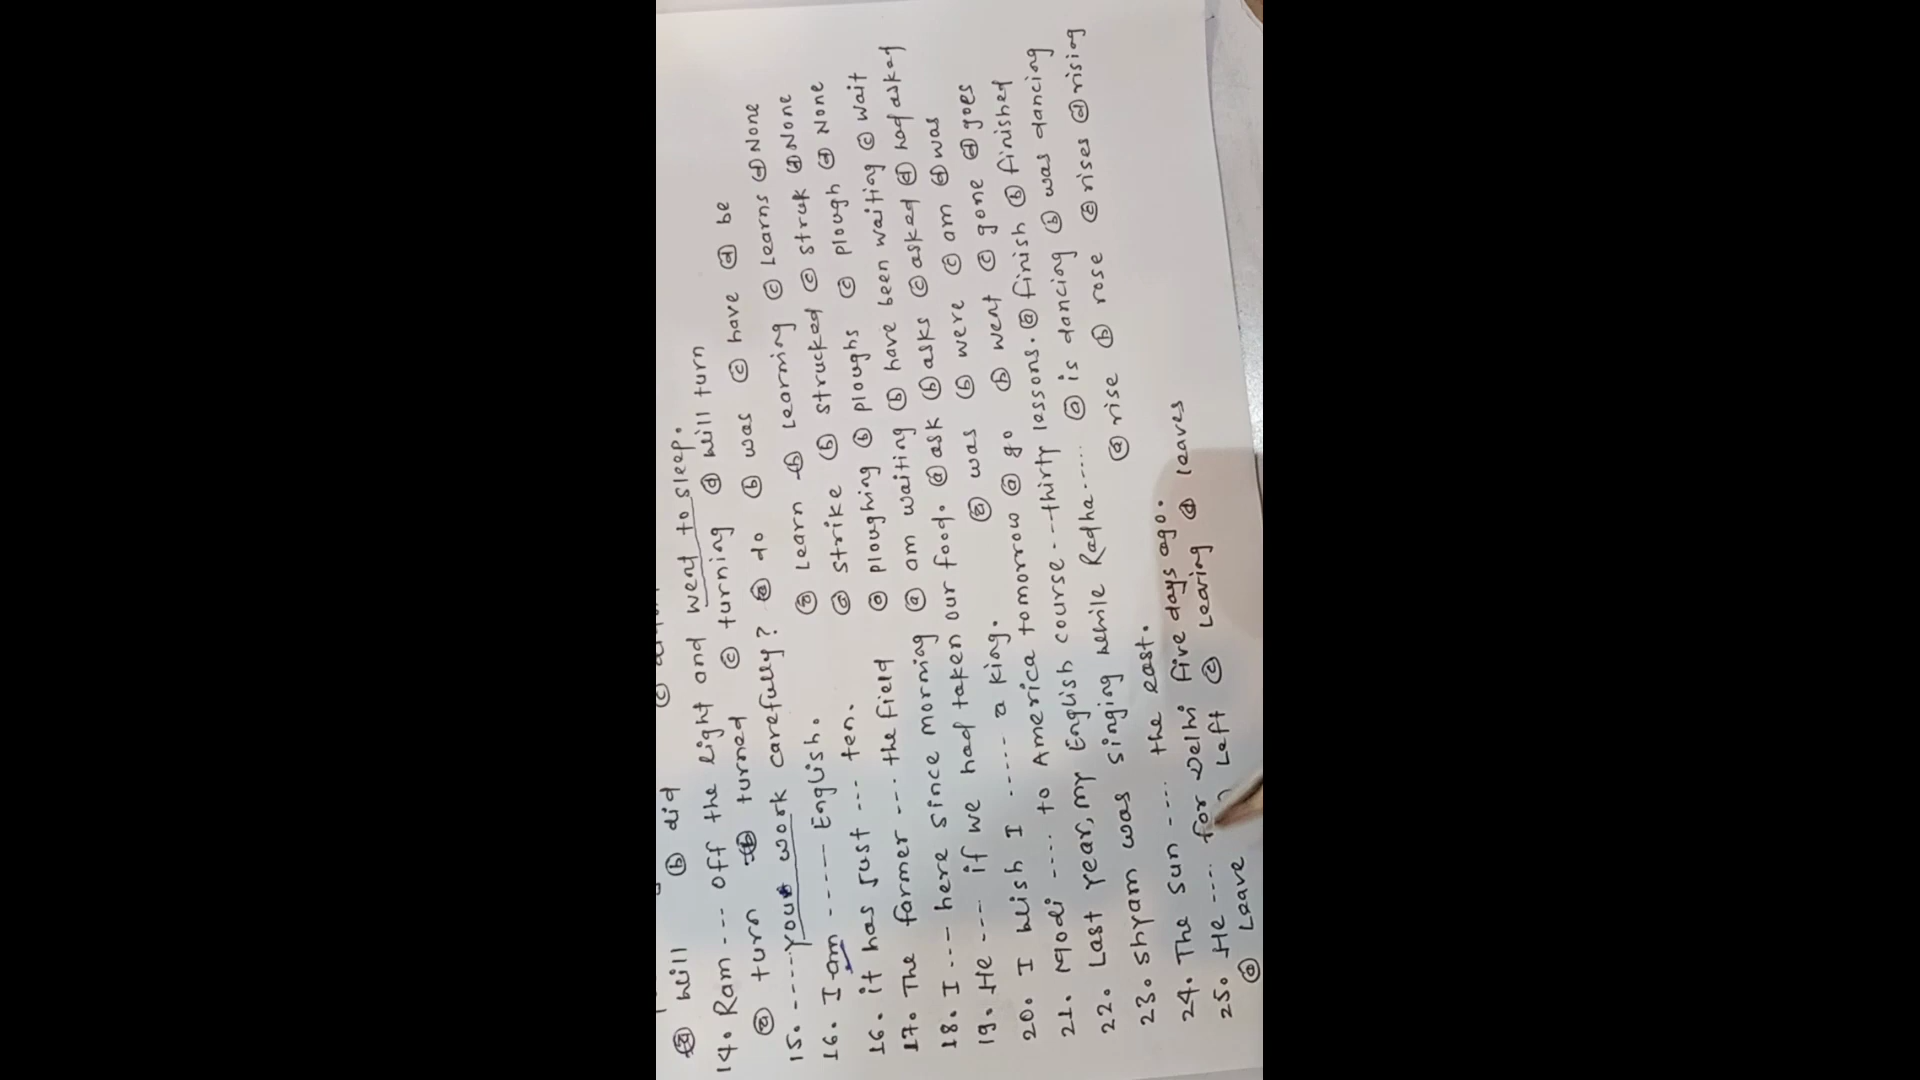 ⓐ will ⓑ did ⓒ
14. Ram --- off the light and went to sleep.
ⓐ turn ⓑ turned ⓒ turning ⓓ will turn
15. ----- your work carefully? ⓐ do ⓑ was ⓒ have ⓓ be
16. I am ----- English. ⓐ Learn ⓑ Learning ⓒ Learns ⓓ None
16. it has Just --- ten. ⓐ strike ⓑ strucked ⓒ struk ⓓ None
17. The farmer ---. the field ⓐ ploughing ⓑ ploughs ⓒ plough ⓓ None
18. I --- here since morning ⓐ am waiting ⓑ have been waiting ⓒ wait
19. He --- if we had taken our food. ⓐ ask ⓑ asks ⓒ asked ⓓ had asked
20. I wish I ----- a king. ⓐ was ⓑ were ⓒ am ⓓ was
21. Modi ---- to America tomorrow ⓐ go ⓑ went ⓒ gone ⓓ goes
22. Last year, my English course --- thirty lessons. ⓐ finish ⓑ finished
23. Shyam was singing while Radha ----- ⓐ is dancing ⓑ was dancing
24. The sun ---- the east. ⓐ rise ⓑ rose ⓒ rises ⓓ rising
25. He ---- for Delhi five days ago.
ⓐ Leave Left ⓒ Leaving ⓓ leaves